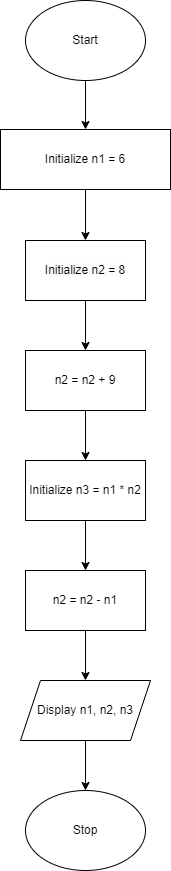 Start
Initialize n1 = 6
Initialize n2 = 8
n2 = n2 + 9
Initialize n3 = n1 * n2
n2 = n2 - n1
Display n1, n2, n3
Stop